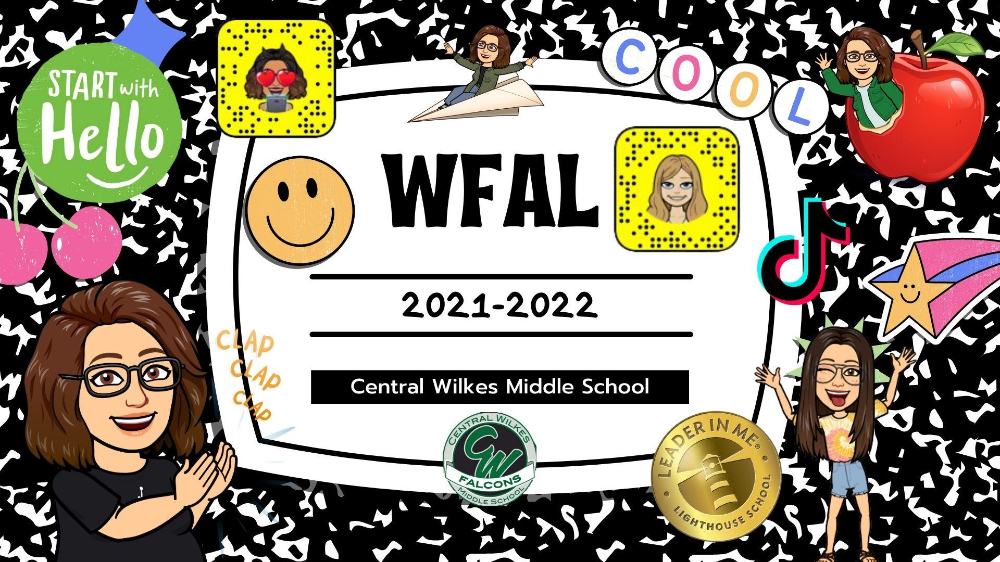 START with
Hello
COOL
WFAL
2021-2022
CLAP
CLAP
CLAP
Central Wilkes Middle School
CENTRAL WILKES
CW
FALCONS
MIDDLE SCHOOL
LEADER IN ME®
LIGHTHOUSE SCHOOL